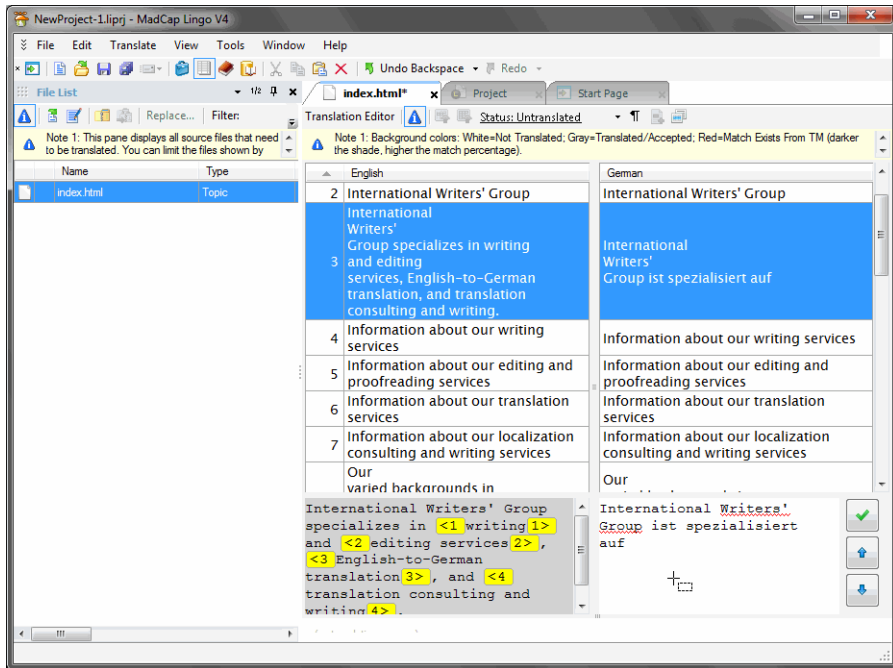 NewProject-1.liprj - MadCap Lingo V4
File Edit Translate View Tools Window Help
Undo Backspace Redo
File List 1/2
index.html* x Project x Start Page x
Replace... Filter:
Translation Editor Status: Untranslated ¶
Note 1: This pane displays all source files that need
to be translated. You can limit the files shown by
Note 1: Background colors: White=Not Translated; Gray=Translated/Accepted; Red=Match Exists From TM (darker
the shade, higher the match percentage).
Name Type
index.html Topic
English German
2 International Writers' Group
International Writers' Group
International
Writers'
Group specializes in writing
3 and editing
services, English-to-German
translation, and translation
consulting and writing.
International
Writers'
Group ist spezialisiert auf
4 Information about our writing
services
Information about our writing services
5 Information about our editing and
proofreading services
Information about our editing and
proofreading services
6 Information about our translation
services
Information about our translation
services
7 Information about our localization
consulting and writing services
Information about our localization
consulting and writing services
Our
varied backgrounds in
Our
International Writers' Group
specializes in <1 writing 1>
and <2 editing services 2> ,
<3 English-to-German
translation 3> , and <4
translation consulting and
writing 4> .
International Writers'
Group ist spezialisiert
auf